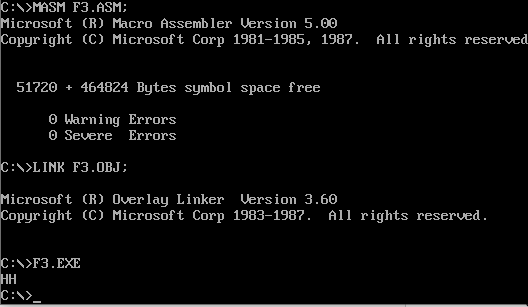 C:\>MASM F3.ASM;
Microsoft (R) Macro Assembler Version 5.00
Copyright (C) Microsoft Corp 1981-1985, 1987.  All rights reserved
51720 + 464824 Bytes symbol space free
0 Warning Errors
0 Severe  Errors
C:\>LINK F3.OBJ;
Microsoft (R) Overlay Linker  Version 3.60
Copyright (C) Microsoft Corp 1983-1987.  All rights reserved.
C:\>F3.EXE
HH
C:\>_